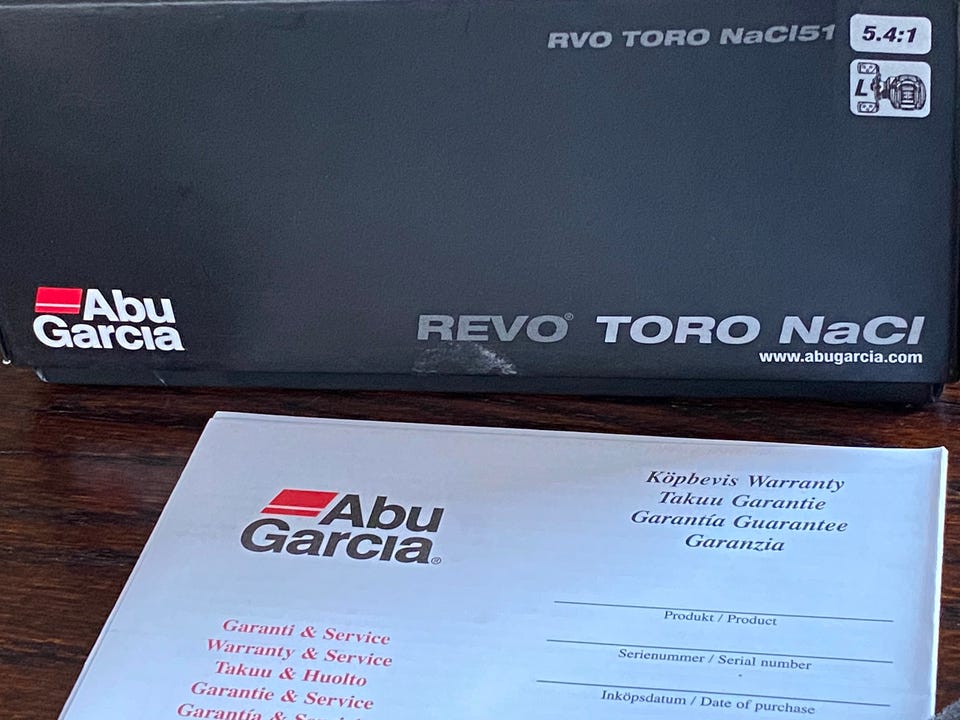 RVO TORO NaCl51
5.4:1
L
Abu
Garcia
REVO® TORO NaCl
www.abugarcia.com
Abu
Garcia®
Köpbevis Warranty
Takuu Garantie
Garantía Guarantee
Garanzia
Produkt / Product
Serienummer / Serial number
Inköpsdatum / Date of purchase
Garanti & Service
Warranty & Service
Takuu & Huolto
Garantie & Service
Garantía &